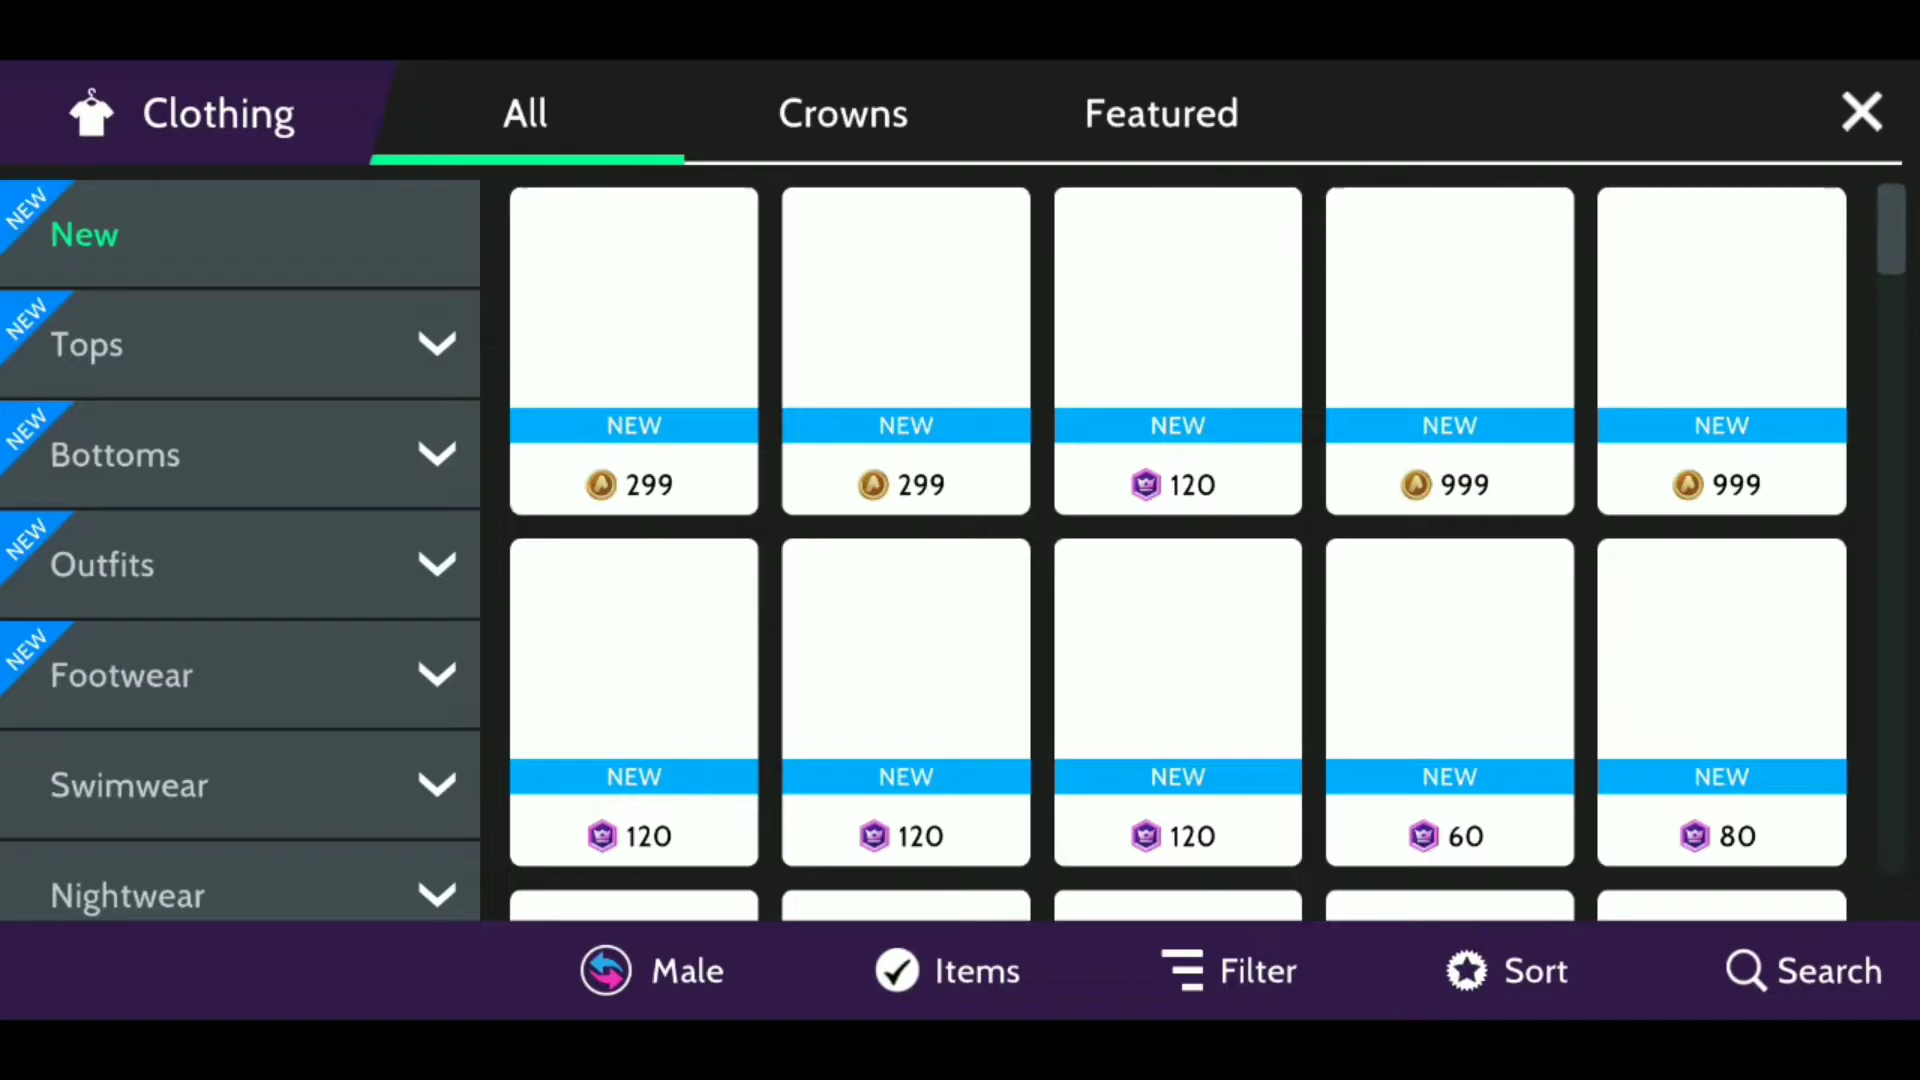 Clothing
All
Crowns
Featured
NEW
New
NEW
Tops
NEW
Bottoms
NEW
Outfits
NEW
Footwear
Swimwear
Nightwear
NEW
NEW
NEW
NEW
NEW
299
299
120
999
999
NEW
NEW
NEW
NEW
NEW
120
120
120
60
80
Male
Items
Filter
Sort
Search